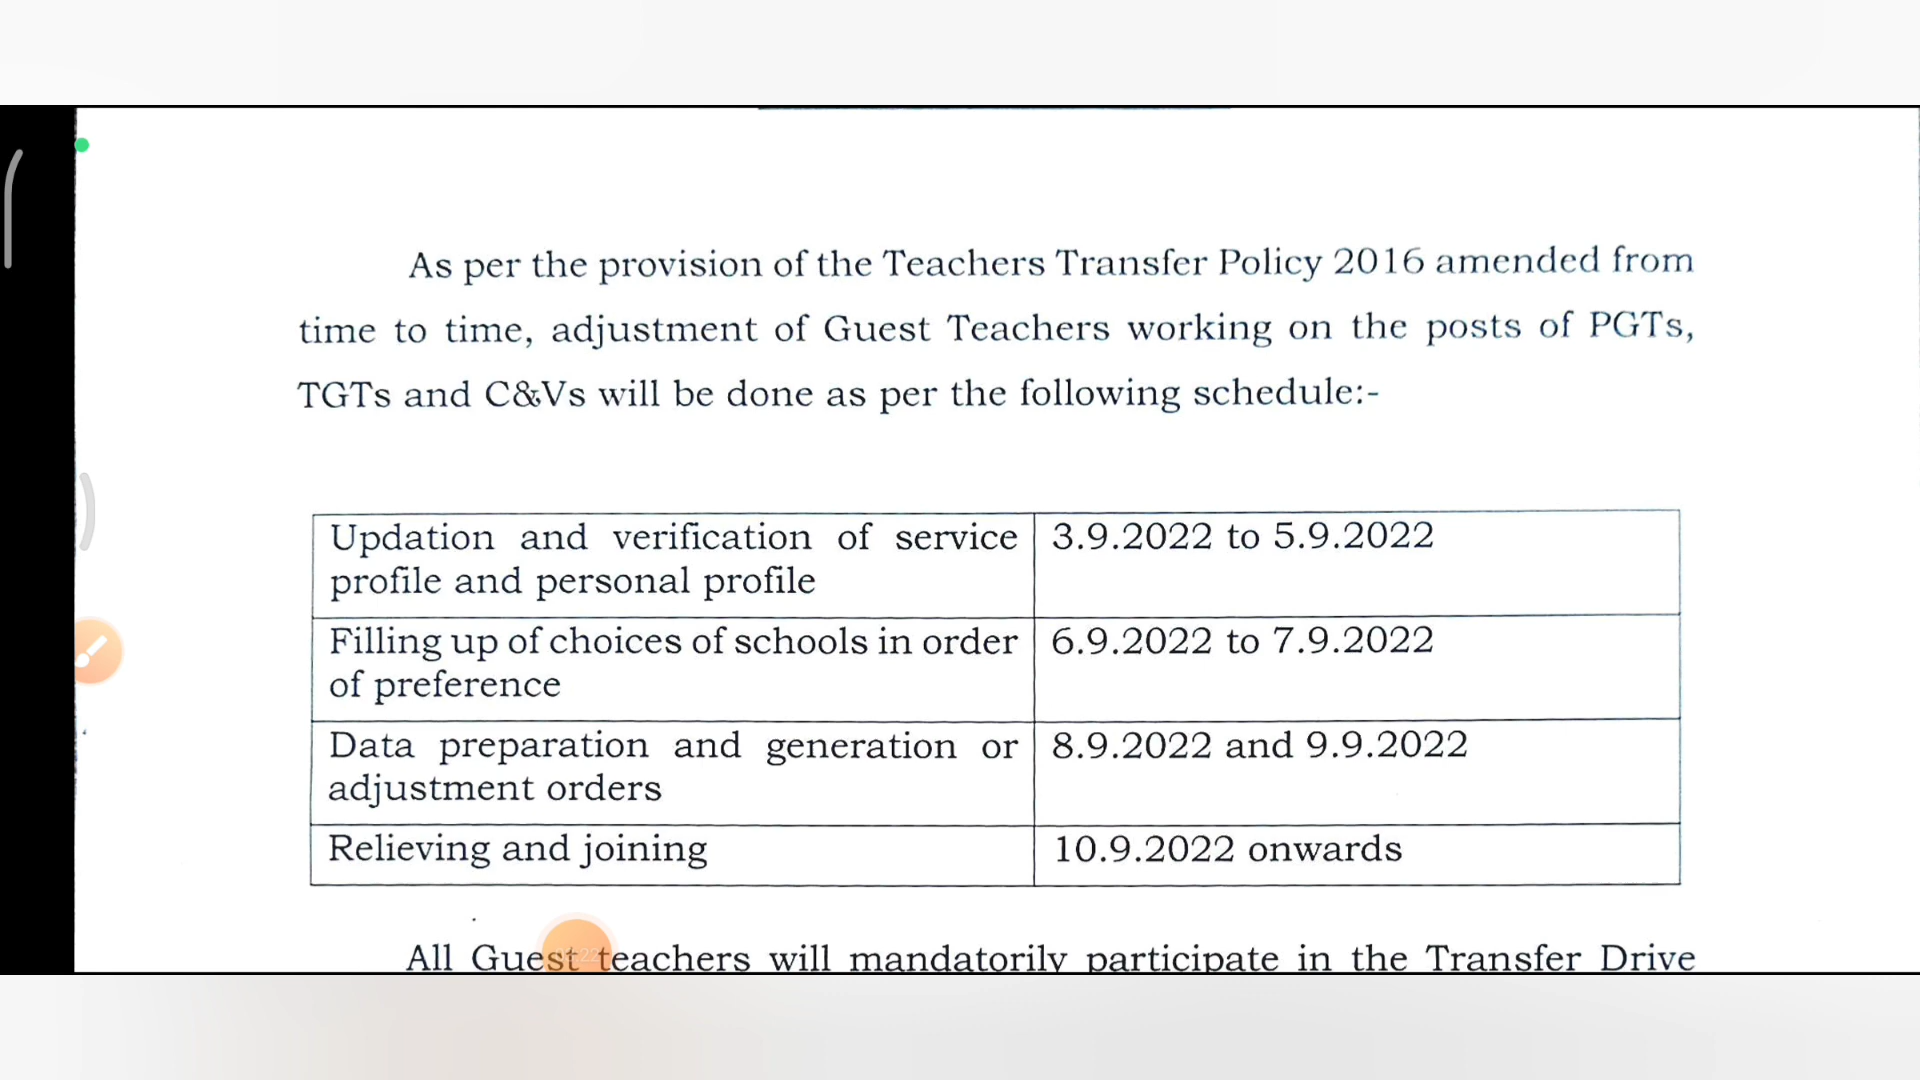 As per the provision of the Teachers Transfer Policy 2016 amended from
time to time, adjustment of Guest Teachers working on the posts of PGTs,
TGTs and C&Vs will be done as per the following schedule:-
Updation and verification of service
profile and personal profile
3.9.2022 to 5.9.2022
Filling up of choices of schools in order
of preference
6.9.2022 to 7.9.2022
Data preparation and generation or
adjustment orders
8.9.2022 and 9.9.2022
Relieving and joining
10.9.2022 onwards
All Guest teachers will mandatorily participate in the Transfer Drive